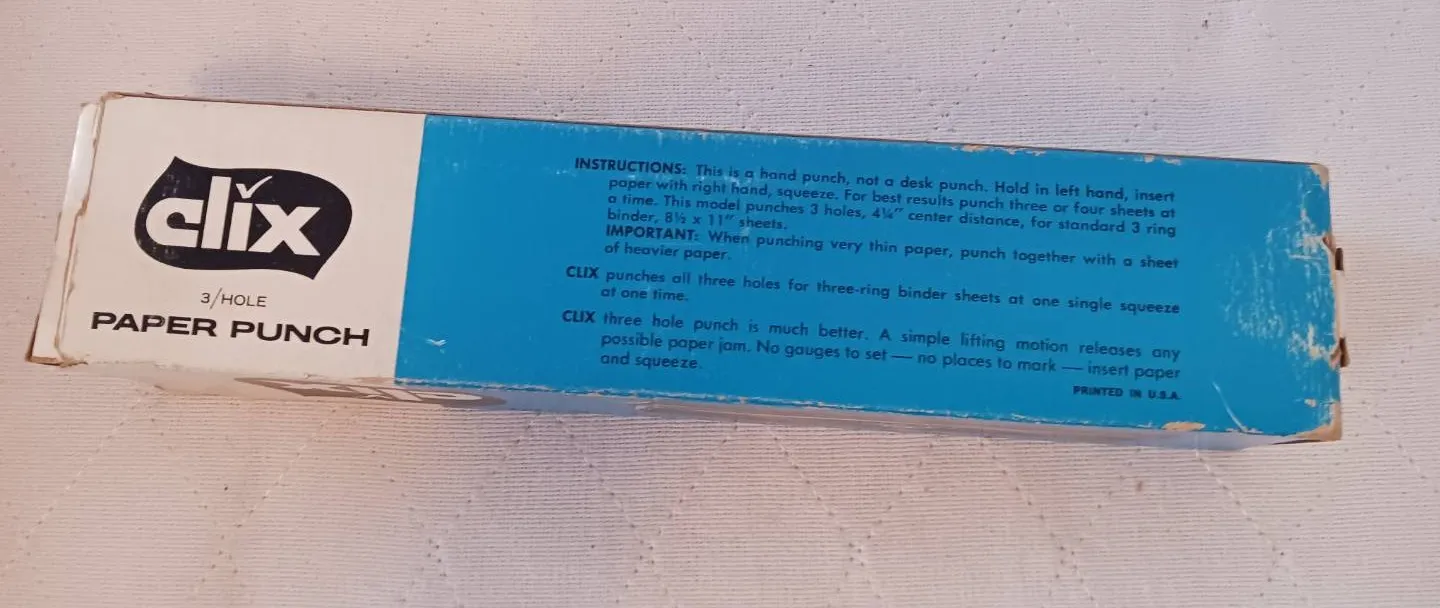 clix
3/HOLE
PAPER PUNCH
INSTRUCTIONS: This is a hand punch, not a desk punch. Hold in left hand, insert
paper with right hand, squeeze. For best results punch three or four sheets at
a time. This model punches 3 holes, 4¼" center distance, for standard 3 ring
binder, 8½ x 11" sheets.
IMPORTANT: When punching very thin paper, punch together with a sheet
of heavier paper.
CLIX punches all three holes for three-ring binder sheets at one single squeeze
at one time.
CLIX three hole punch is much better. A simple lifting motion releases any
possible paper jam. No gauges to set — no places to mark — insert paper
and squeeze.
PRINTED IN U.S.A.
clix